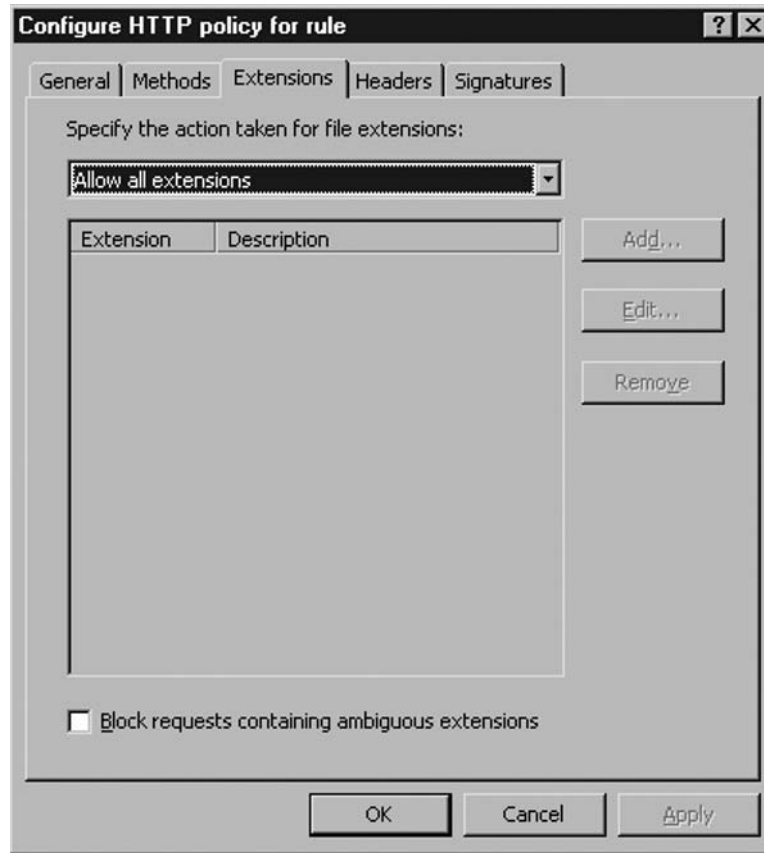 Configure HTTP policy for rule
General Methods Extensions Headers Signatures
Specify the action taken for file extensions:
Allow all extensions
Extension Description
Add...
Edit...
Remove
Block requests containing ambiguous extensions
OK Cancel Apply